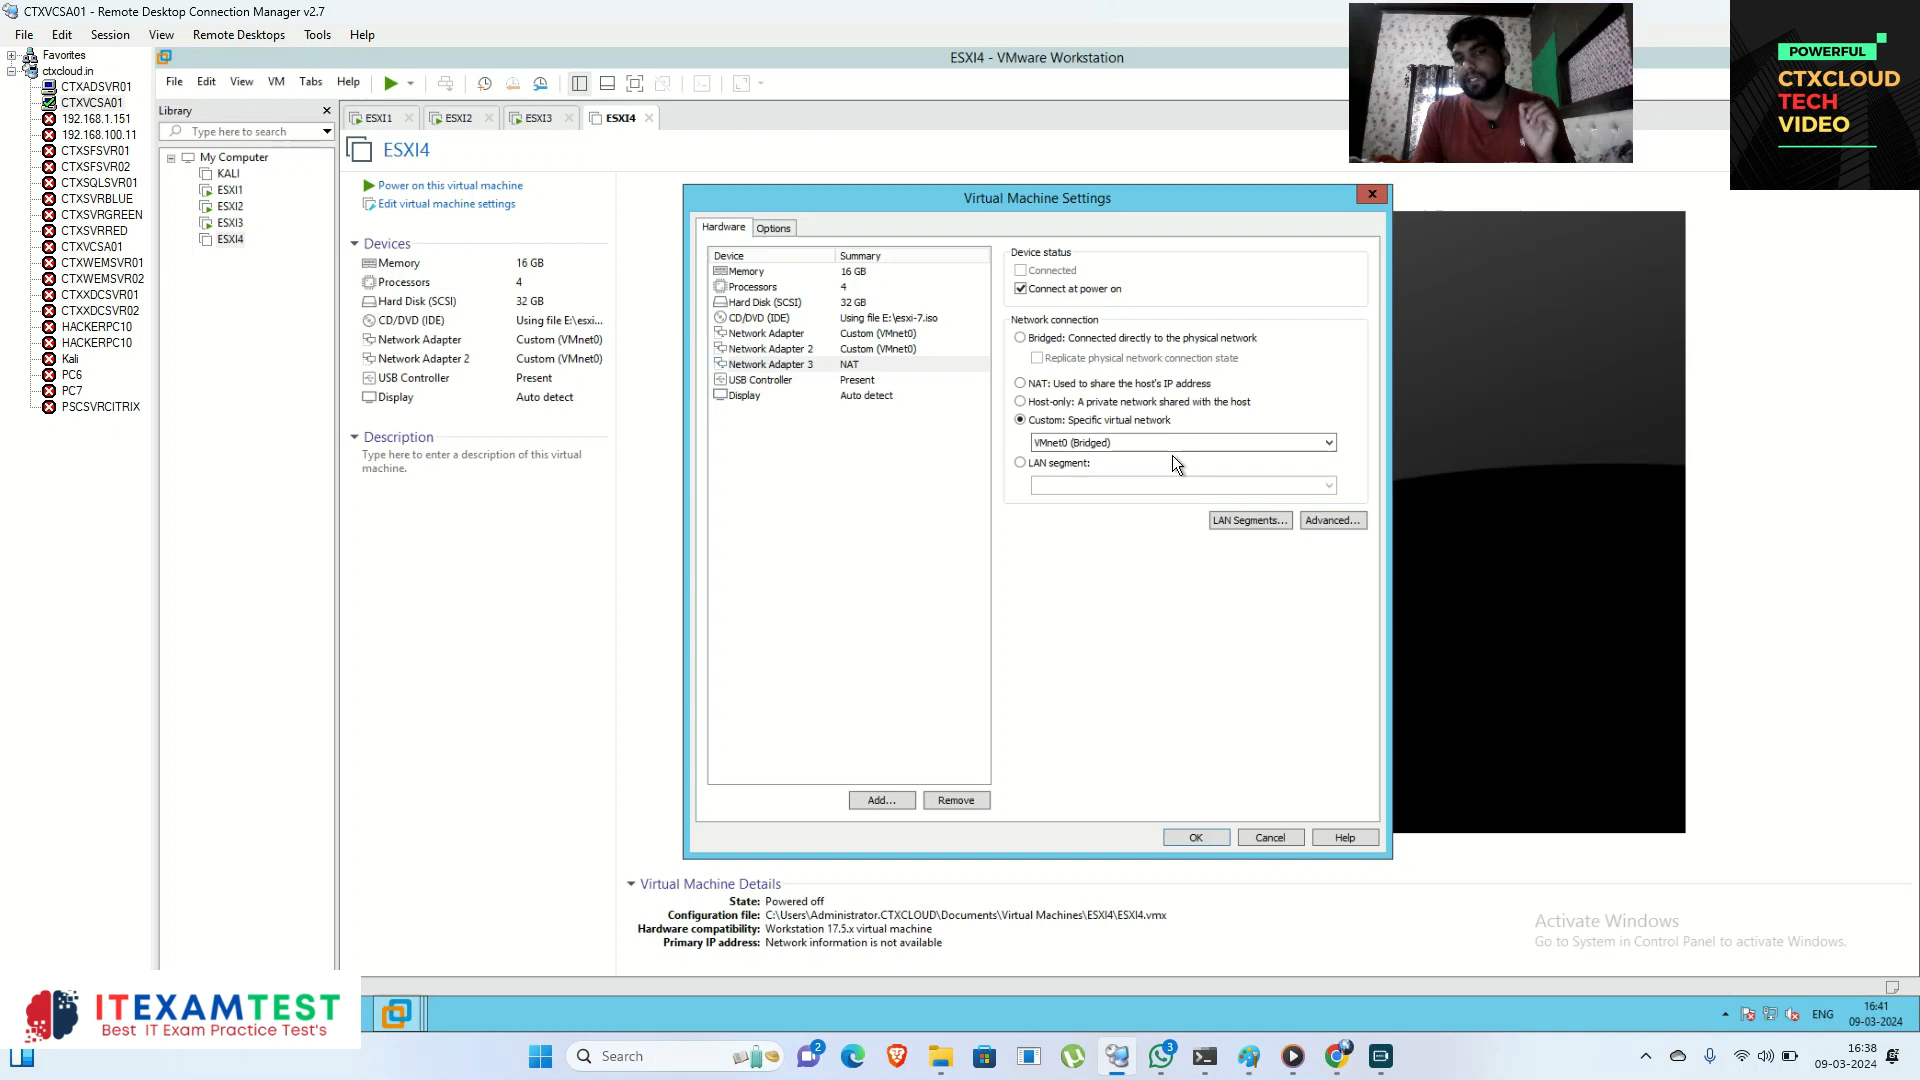 CTXVCSA01 - Remote Desktop Connection Manager v2.7
File Edit Session View Remote Desktops Tools Help
Favorites
ctxcloud.in
CTXADSVR01
CTXVCSA01
192.168.1.151
192.168.100.11
CTXSFSVR01
CTXSFSVR02
CTXSQLSVR01
CTXSVRBLUE
CTXSVRGREEN
CTXSVRRED
CTXVCSA01
CTXWEMSVR01
CTXWEMSVR02
CTXXDCSVR01
CTXXDCSVR02
HACKERPC10
HACKERPC10
Kali
PC6
PC7
PSCSVRCITRIX
ESXI4 - VMware Workstation
File Edit View VM Tabs Help
Library
Type here to search
My Computer
KALI
ESXI1
ESXI2
ESXI3
ESXI4
ESXI1 ESXI2 ESXI3 ESXI4
ESXI4
Power on this virtual machine
Edit virtual machine settings
Devices
Memory 16 GB
Processors 4
Hard Disk (SCSI) 32 GB
CD/DVD (IDE) Using file E:\esxi...
Network Adapter Custom (VMnet0)
Network Adapter 2 Custom (VMnet0)
USB Controller Present
Display Auto detect
Description
Type here to enter a description of this virtual
machine.
Virtual Machine Settings
Hardware Options
Device Summary
Memory 16 GB
Processors 4
Hard Disk (SCSI) 32 GB
CD/DVD (IDE) Using file E:\esxi-7.iso
Network Adapter Custom (VMnet0)
Network Adapter 2 Custom (VMnet0)
Network Adapter 3 NAT
USB Controller Present
Display Auto detect
Add... Remove
Device status
Connected
Connect at power on
Network connection
Bridged: Connected directly to the physical network
Replicate physical network connection state
NAT: Used to share the host's IP address
Host-only: A private network shared with the host
Custom: Specific virtual network
VMnet0 (Bridged)
LAN segment:
LAN Segments... Advanced...
OK Cancel Help
Virtual Machine Details
State: Powered off
Configuration file: C:\Users\Administrator.CTXCLOUD\Documents\Virtual Machines\ESXI4\ESXI4.vmx
Hardware compatibility: Workstation 17.5.x virtual machine
Primary IP address: Network information is not available
POWERFUL
CTXCLOUD
TECH
VIDEO
Activate Windows
Go to System in Control Panel to activate Windows.
ITEXAMTEST
Best IT Exam Practice Test's
ENG
16:41
09-03-2024
Search
2
3
16:38
09-03-2024